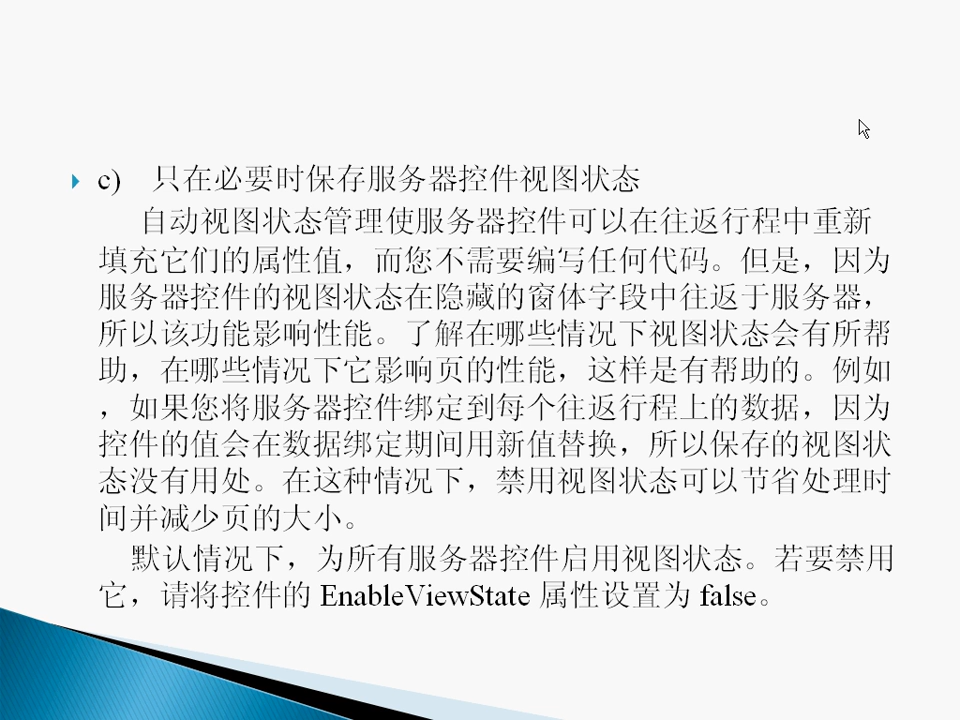 c) 只在必要时保存服务器控件视图状态
自动视图状态管理使服务器控件可以在往返行程中重新
填充它们的属性值，而您不需要编写任何代码。但是，因为
服务器控件的视图状态在隐藏的窗体字段中往返于服务器，
所以该功能影响性能。了解在哪些情况下视图状态会有所帮
助，在哪些情况下它影响页的性能，这样是有帮助的。例如
，如果您将服务器控件绑定到每个往返行程上的数据，因为
控件的值会在数据绑定期间用新值替换，所以保存的视图状
态没有用处。在这种情况下，禁用视图状态可以节省处理时
间并减少页的大小。
默认情况下，为所有服务器控件启用视图状态。若要禁用
它，请将控件的 EnableViewState 属性设置为 false。